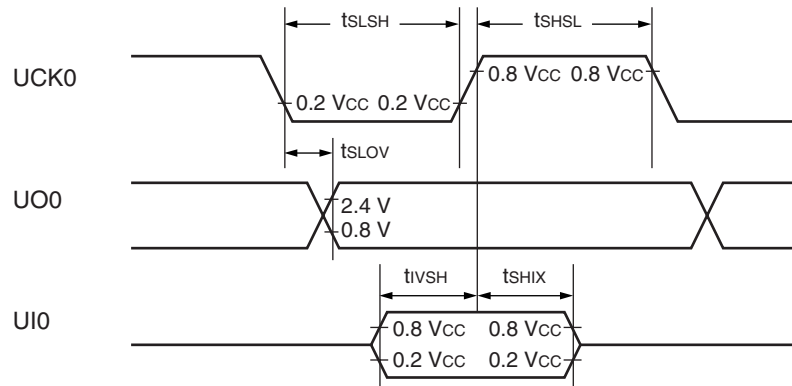 tSLSH tSHSL
UCK0
0.8 VCC 0.8 VCC
0.2 VCC 0.2 VCC
tSLOV
UO0
2.4 V
0.8 V
tIVSH tSHIX
UI0
0.8 VCC 0.8 VCC
0.2 VCC 0.2 VCC